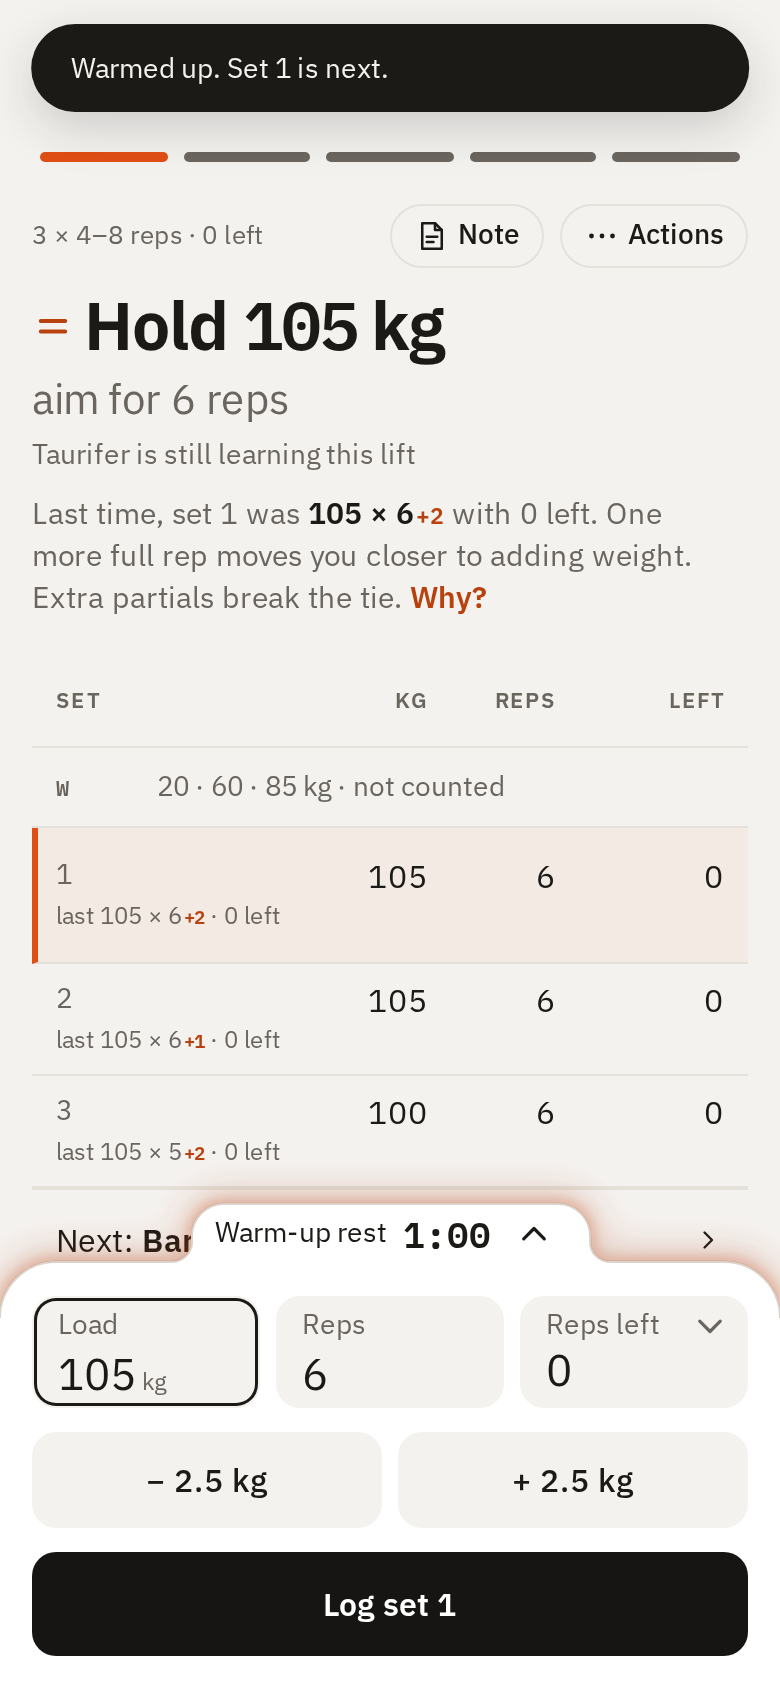 Warmed up. Set 1 is next.
3 × 4–8 reps · 0 left
Note
··· Actions
= Hold 105 kg
aim for 6 reps
Taurifer is still learning this lift
Last time, set 1 was 105 × 6+2 with 0 left. One
more full rep moves you closer to adding weight.
Extra partials break the tie. Why?
SET KG REPS LEFT
W 20 · 60 · 85 kg · not counted
1 105 6 0
last 105 × 6+2 · 0 left
2 105 6 0
last 105 × 6+1 · 0 left
3 100 6 0
last 105 × 5+2 · 0 left
Next:
Warm-up rest 1:00
Load
105 kg
Reps
6
Reps left
0
– 2.5 kg
+ 2.5 kg
Log set 1